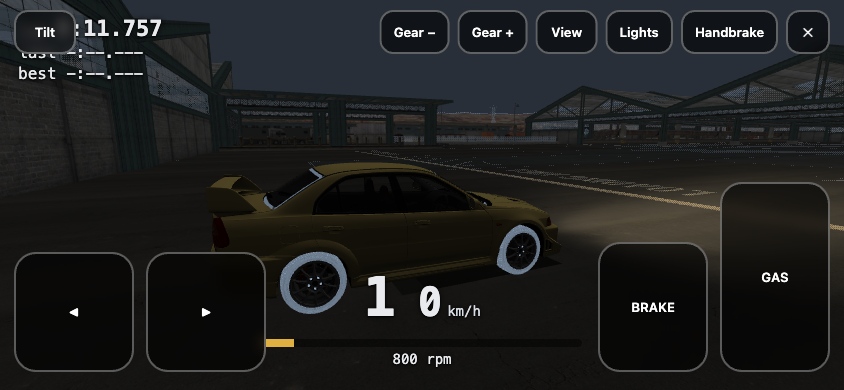 Tilt :11.757 Gear – Gear + View Lights Handbrake ✕
last –:––.–––
best –:––.–––
◄ ► BRAKE GAS
1 0 km/h
800 rpm